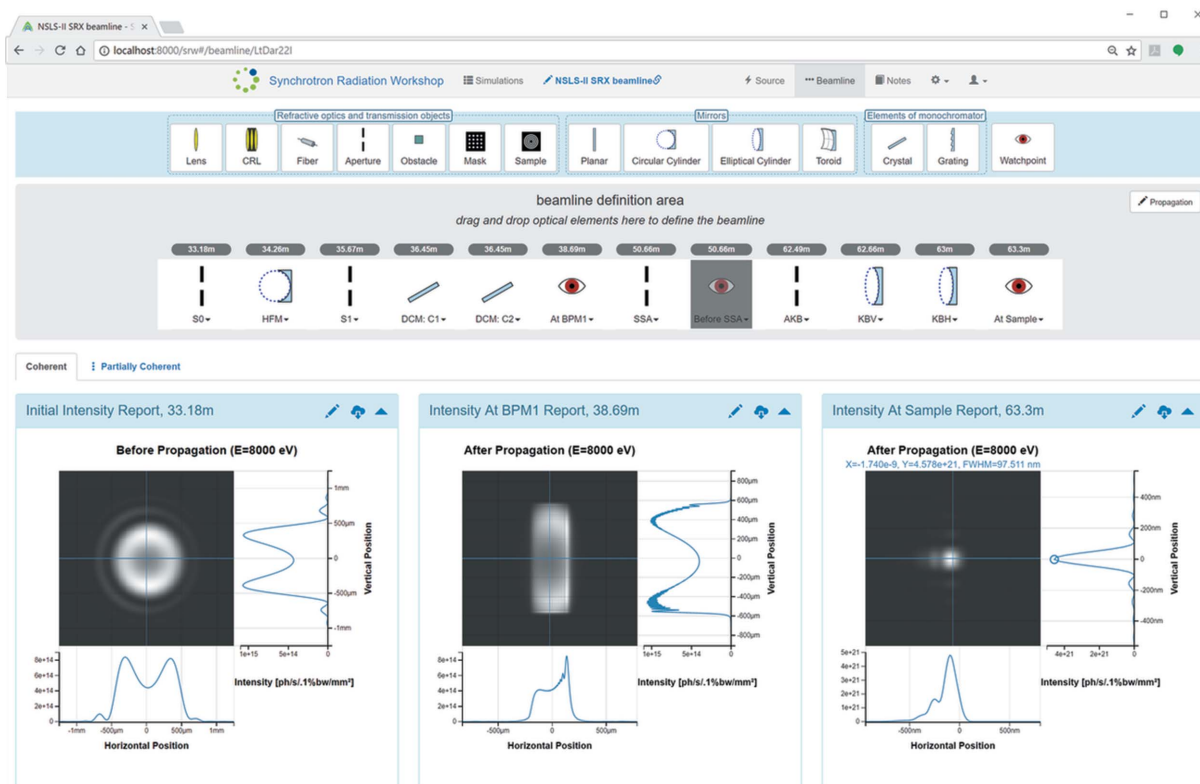 NSLS-II SRX beamline - S
localhost:8000/srw#/beamline/LtDar22I
Synchrotron Radiation Workshop Simulations NSLS-II SRX beamline Source Beamline Notes
Refractive optics and transmission objects Mirrors Elements of monochromator
Lens CRL Fiber Aperture Obstacle Mask Sample Planar Circular Cylinder Elliptical Cylinder Toroid Crystal Grating Watchpoint
beamline definition area
Propagation
drag and drop optical elements here to define the beamline
33.18m 34.26m 35.67m 36.45m 36.45m 38.69m 50.66m 50.66m 62.49m 62.66m 63m 63.3m
S0 HFM S1 DCM: C1 DCM: C2 At BPM1 SSA Before SSA AKB KBV KBH At Sample
Coherent Partially Coherent
Initial Intensity Report, 33.18m
Before Propagation (E=8000 eV)
1mm
500µm
0
-500µm
-1mm
Vertical Position
1e+15 5e+14 0
8e+14
6e+14
4e+14
2e+14
0
Intensity [ph/s/.1%bw/mm²]
-1mm -500µm 0 500µm 1mm
Horizontal Position
Intensity At BPM1 Report, 38.69m
After Propagation (E=8000 eV)
800µm
600µm
400µm
200µm
0
-200µm
-400µm
-600µm
-800µm
Vertical Position
1e+15 5e+14 0
8e+14
6e+14
4e+14
2e+14
0
Intensity [ph/s/.1%bw/mm²]
-500µm 0 500µm
Horizontal Position
Intensity At Sample Report, 63.3m
After Propagation (E=8000 eV)
X=-1.740e-9, Y=4.578e+21, FWHM=97.511 nm
400nm
200nm
0
-200nm
-400nm
Vertical Position
4e+21 2e+21 0
5e+21
4e+21
3e+21
2e+21
1e+21
0
Intensity [ph/s/.1%bw/mm²]
-500nm 0 500nm
Horizontal Position